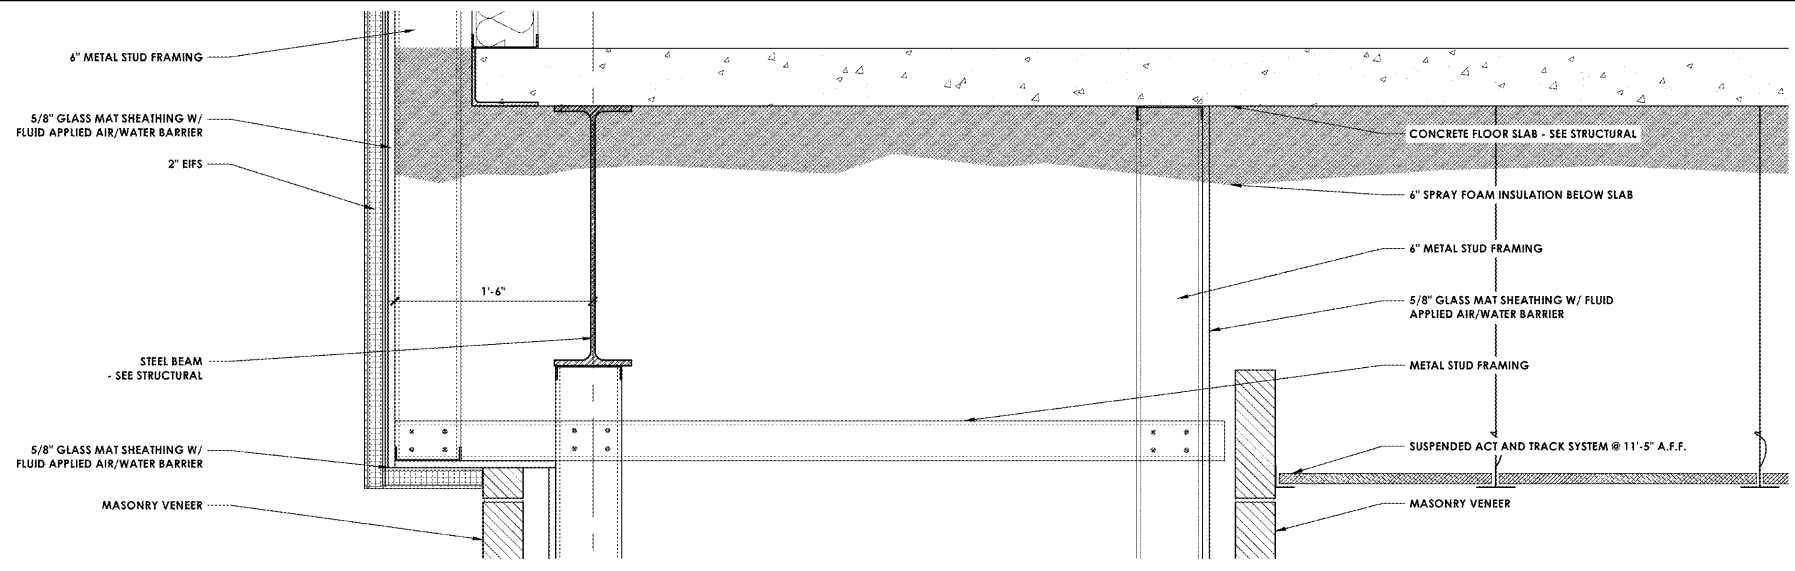 6" METAL STUD FRAMING
5/8" GLASS MAT SHEATHING W/
FLUID APPLIED AIR/WATER BARRIER
2" EIFS
1'-6"
STEEL BEAM
- SEE STRUCTURAL
5/8" GLASS MAT SHEATHING W/
FLUID APPLIED AIR/WATER BARRIER
MASONRY VENEER
CONCRETE FLOOR SLAB - SEE STRUCTURAL
6" SPRAY FOAM INSULATION BELOW SLAB
6" METAL STUD FRAMING
5/8" GLASS MAT SHEATHING W/ FLUID
APPLIED AIR/WATER BARRIER
METAL STUD FRAMING
SUSPENDED ACT AND TRACK SYSTEM @ 11'-5" A.F.F.
MASONRY VENEER